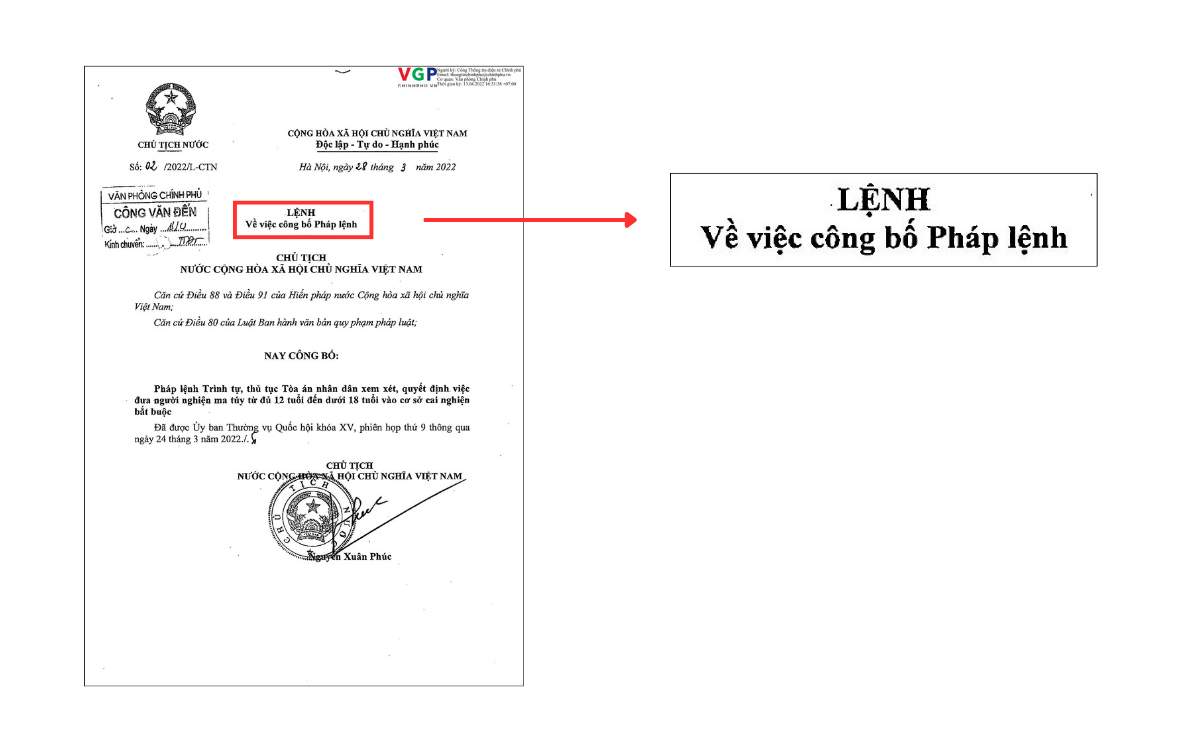 VGP
CHINHPHU.VN
Người ký: Cổng Thông tin điện tử Chính phủ
Email: thongtinchinhphu@chinhphu.vn
Cơ quan: Văn phòng Chính phủ
Thời gian ký: 13.04.2022 16:31:38 +07:00
CHỦ TỊCH NƯỚC
Số: 02 /2022/L-CTN
CỘNG HÒA XÃ HỘI CHỦ NGHĨA VIỆT NAM
Độc lập - Tự do - Hạnh phúc
Hà Nội, ngày 28 tháng 3 năm 2022
VĂN PHÒNG CHÍNH PHỦ
CÔNG VĂN ĐẾN
Giờ ...C.... Ngày
Kính chuyển:
LỆNH
Về việc công bố Pháp lệnh
CHỦ TỊCH
NƯỚC CỘNG HÒA XÃ HỘI CHỦ NGHĨA VIỆT NAM
Căn cứ Điều 88 và Điều 91 của Hiến pháp nước Cộng hòa xã hội chủ nghĩa
Việt Nam;
Căn cứ Điều 80 của Luật Ban hành văn bản quy phạm pháp luật;
NAY CÔNG BỐ:
Pháp lệnh Trình tự, thủ tục Tòa án nhân dân xem xét, quyết định việc
đưa người nghiện ma túy từ đủ 12 tuổi đến dưới 18 tuổi vào cơ sở cai nghiện
bắt buộc
Đã được Ủy ban Thường vụ Quốc hội khóa XV, phiên họp thứ 9 thông qua
ngày 24 tháng 3 năm 2022./.
CHỦ TỊCH
NƯỚC CỘNG HÒA XÃ HỘI CHỦ NGHĨA VIỆT NAM
CHỦ TỊCH NƯỚC
Nguyễn Xuân Phúc
LỆNH
Về việc công bố Pháp lệnh